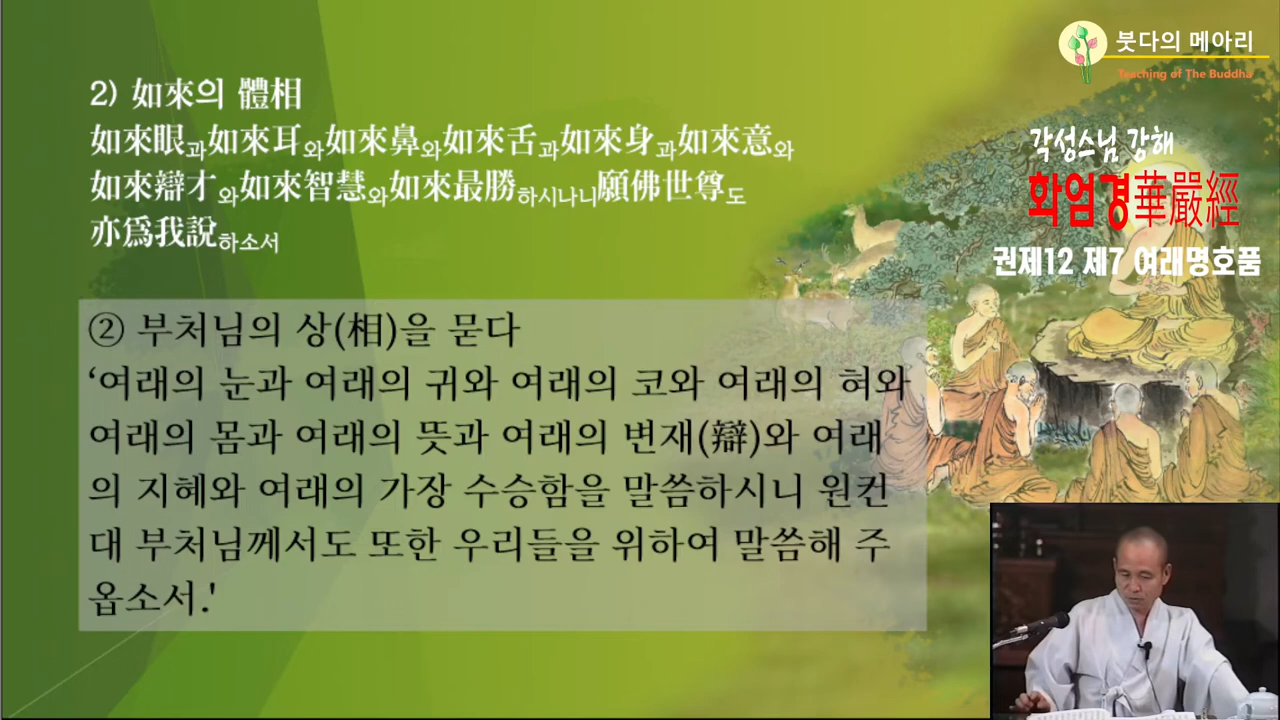 2) 如來의 體相
如來眼과如來耳와如來鼻와如來舌과如來身과如來意와
如來辯才와如來智慧와如來最勝하시나니願佛世尊도
亦爲我說하소서
② 부처님의 상(相)을 묻다
‘여래의 눈과 여래의 귀와 여래의 코와 여래의 혀와
여래의 몸과 여래의 뜻과 여래의 변재(辯)와 여래
의 지혜와 여래의 가장 수승함을 말씀하시니 원컨
대 부처님께서도 또한 우리들을 위하여 말씀해 주
옵소서.'
붓다의 메아리
Teaching of The Buddha
각성스님 강해
화엄경華嚴經
권제12 제7 여래명호품